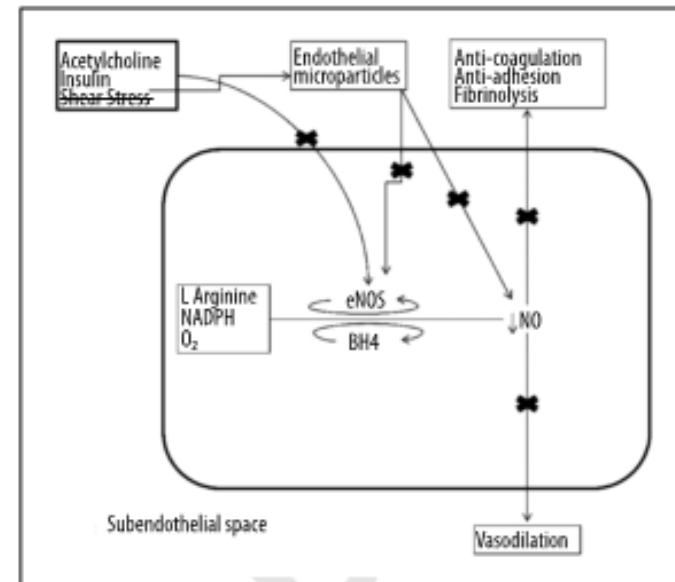 Acetylcholine
Insulin
Shear Stress
Endothelial
microparticles
Anti-coagulation
Anti-adhesion
Fibrinolysis
L Arginine
NADPH
O₂
eNOS
BH4
↓NO
Subendothelial space
Vasodilation